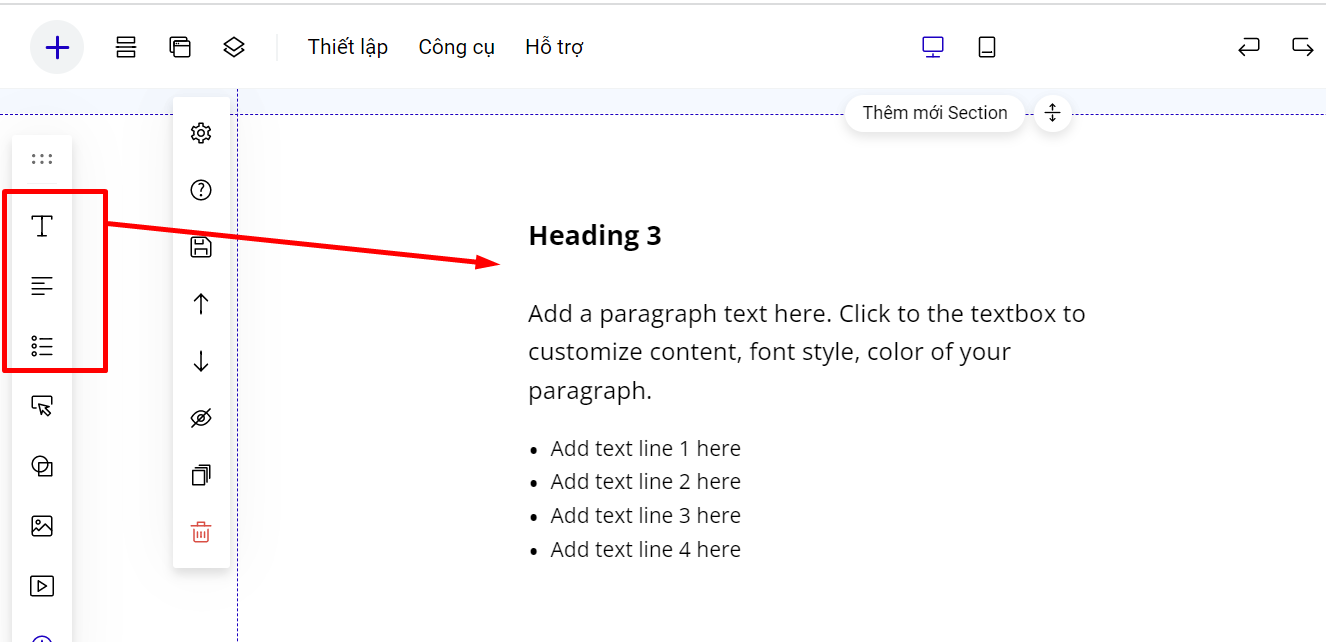 Thiết lập Công cụ Hỗ trợ
Thêm mới Section
Heading 3
Add a paragraph text here. Click to the textbox to
customize content, font style, color of your
paragraph.
• Add text line 1 here
• Add text line 2 here
• Add text line 3 here
• Add text line 4 here